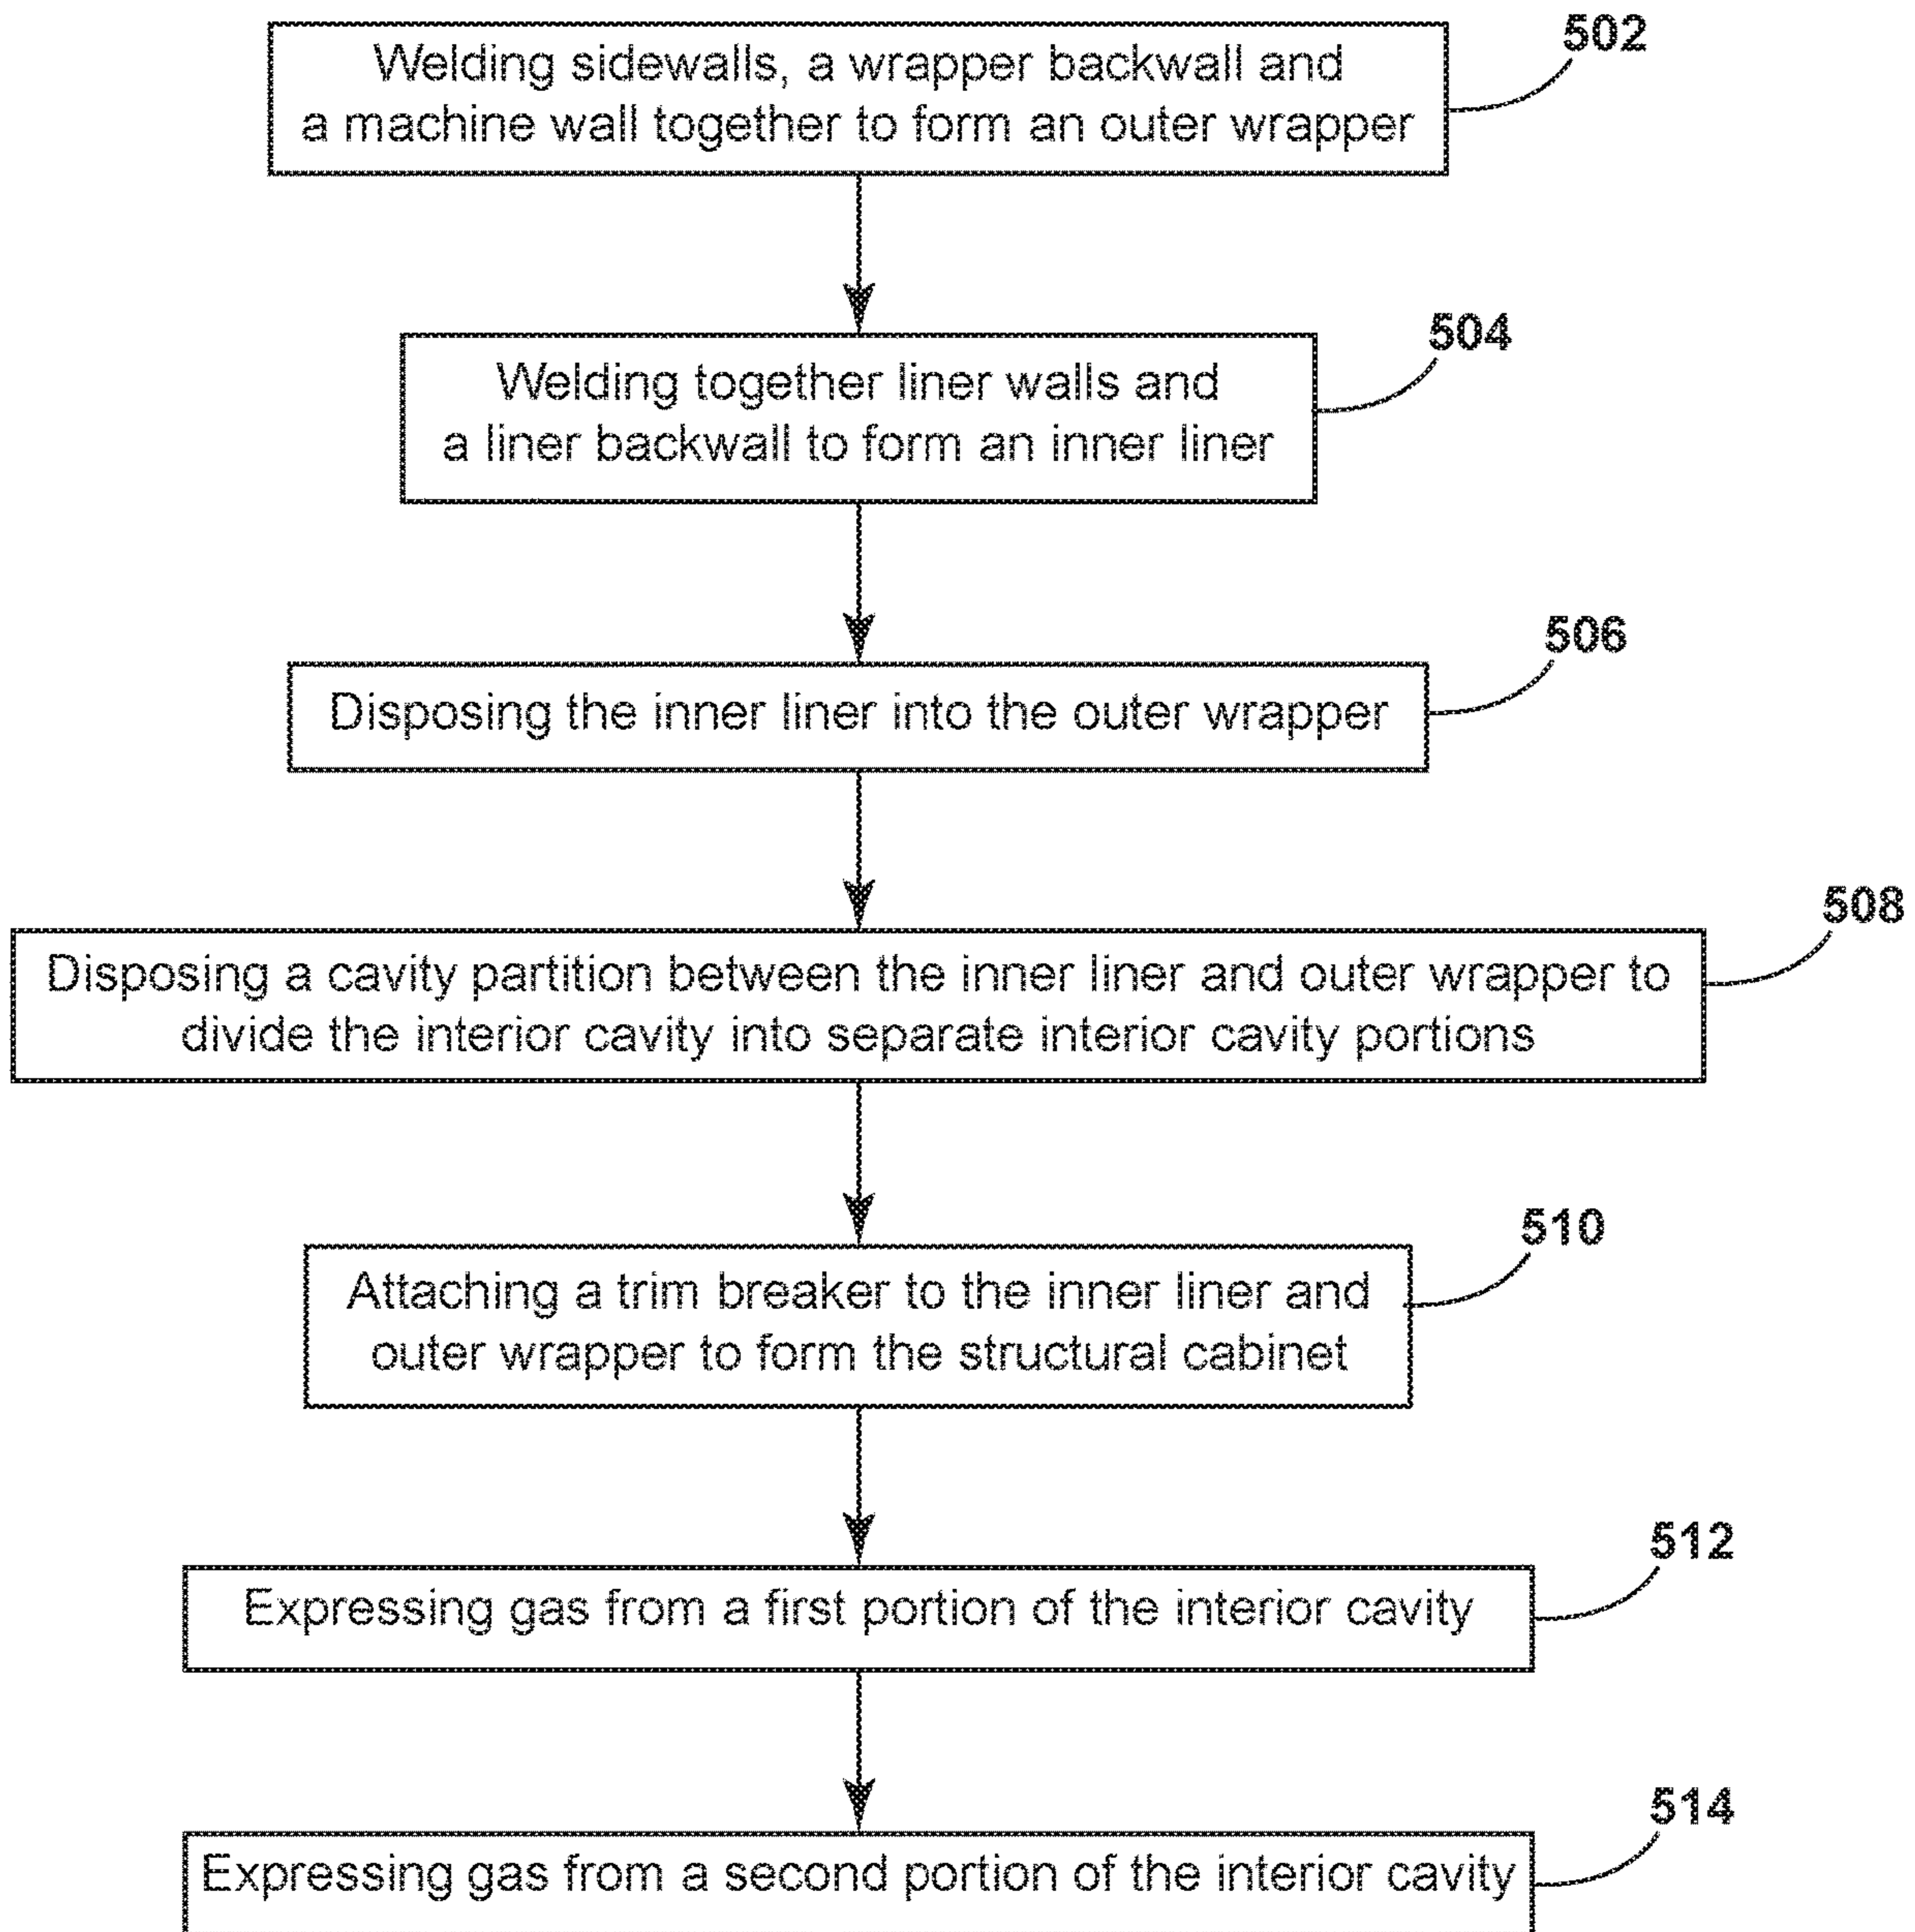 502
Welding sidewalls, a wrapper backwall and
a machine wall together to form an outer wrapper
504
Welding together liner walls and
a liner backwall to form an inner liner
506
Disposing the inner liner into the outer wrapper
508
Disposing a cavity partition between the inner liner and outer wrapper to
divide the interior cavity into separate interior cavity portions
510
Attaching a trim breaker to the inner liner and
outer wrapper to form the structural cabinet
512
Expressing gas from a first portion of the interior cavity
514
Expressing gas from a second portion of the interior cavity